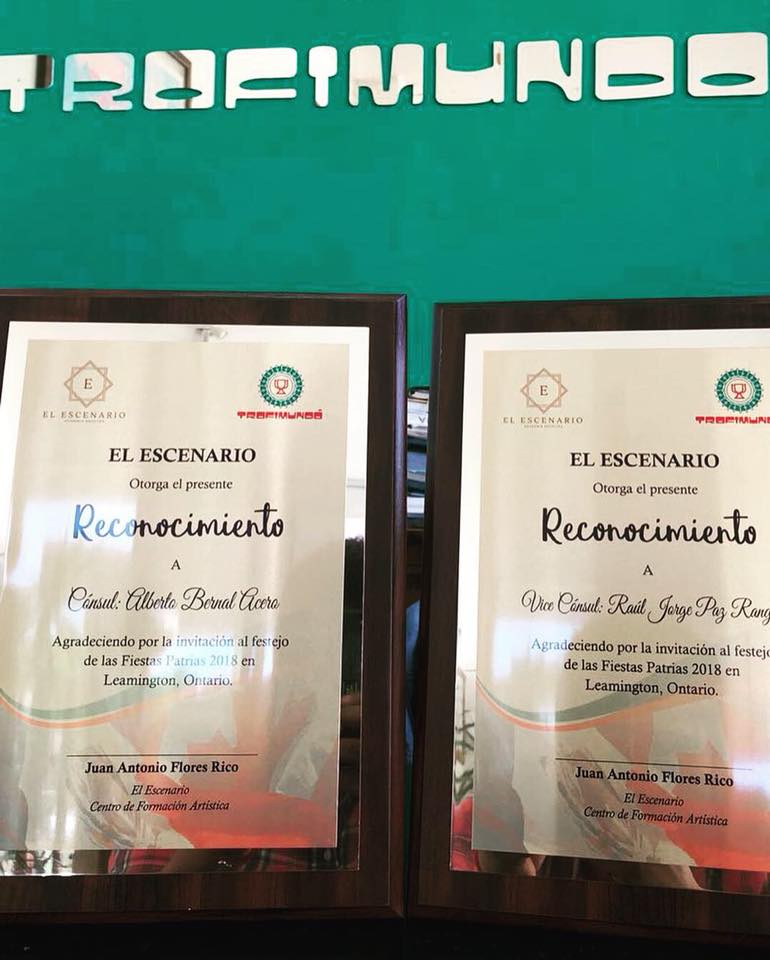 TROFIMUNDO
E
EL ESCENARIO
TROFIMUNDO
EL ESCENARIO
Otorga el presente
Reconocimiento
A
Cónsul: Alberto Bernal Acero
Agradeciendo por la invitación al festejo
de las Fiestas Patrias 2018 en
Leamington, Ontario.
Juan Antonio Flores Rico
El Escenario
Centro de Formación Artística
E
EL ESCENARIO
TROFIMUNDO
EL ESCENARIO
Otorga el presente
Reconocimiento
A
Vice Cónsul: Raúl Jorge Paz Rang
Agradeciendo por la invitación al festejo
de las Fiestas Patrias 2018 en
Leamington, Ontario.
Juan Antonio Flores Rico
El Escenario
Centro de Formación Artística